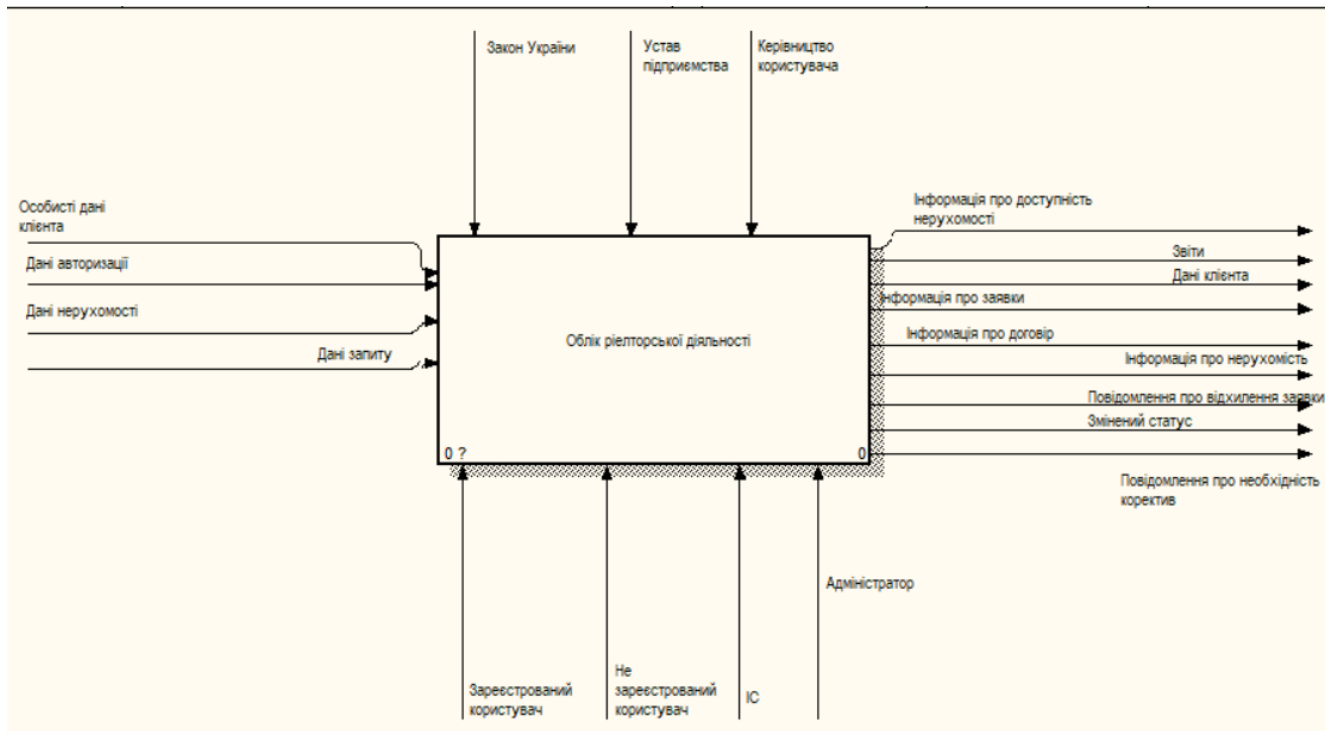 Закон України
Устав
підприємства
Керівництво
користувача
Особисті дані
клієнта
Дані авторизації
Дані нерухомості
Дані запиту
Облік ріелторської діяльності
0 ?
0
Інформація про доступність
нерухомості
Звіти
Дані клієнта
Інформація про заявки
Інформація про договір
Інформація про нерухомість
Повідомлення про відхилення заявки
Змінений статус
Повідомлення про необхідність
коректив
Адміністратор
Зареєстрований
користувач
Не
зареєстрований
користувач
ІС